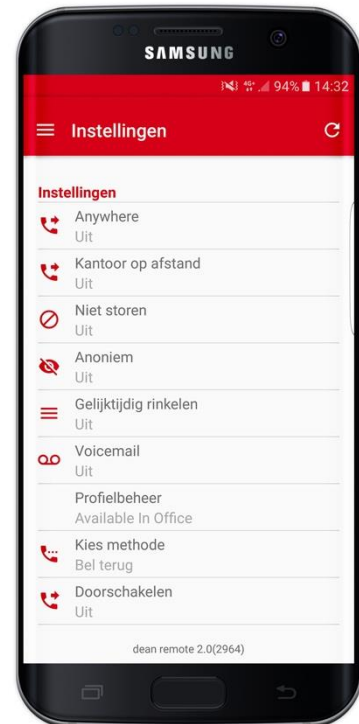 SAMSUNG
4G+ 94% 14:32
Instellingen
Instellingen
Anywhere
Uit
Kantoor op afstand
Uit
Niet storen
Uit
Anoniem
Uit
Gelijktijdig rinkelen
Uit
Voicemail
Uit
Profielbeheer
Available In Office
Kies methode
Bel terug
Doorschakelen
Uit
dean remote 2.0(2964)